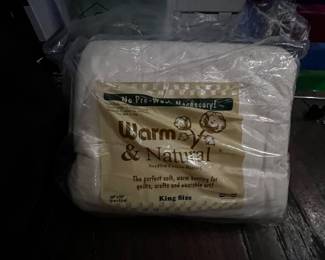 No Pre-Wash Necessary!
Warm
& Natural
The perfect soft, warm batting for
quilts, crafts and wearable art!
King Size